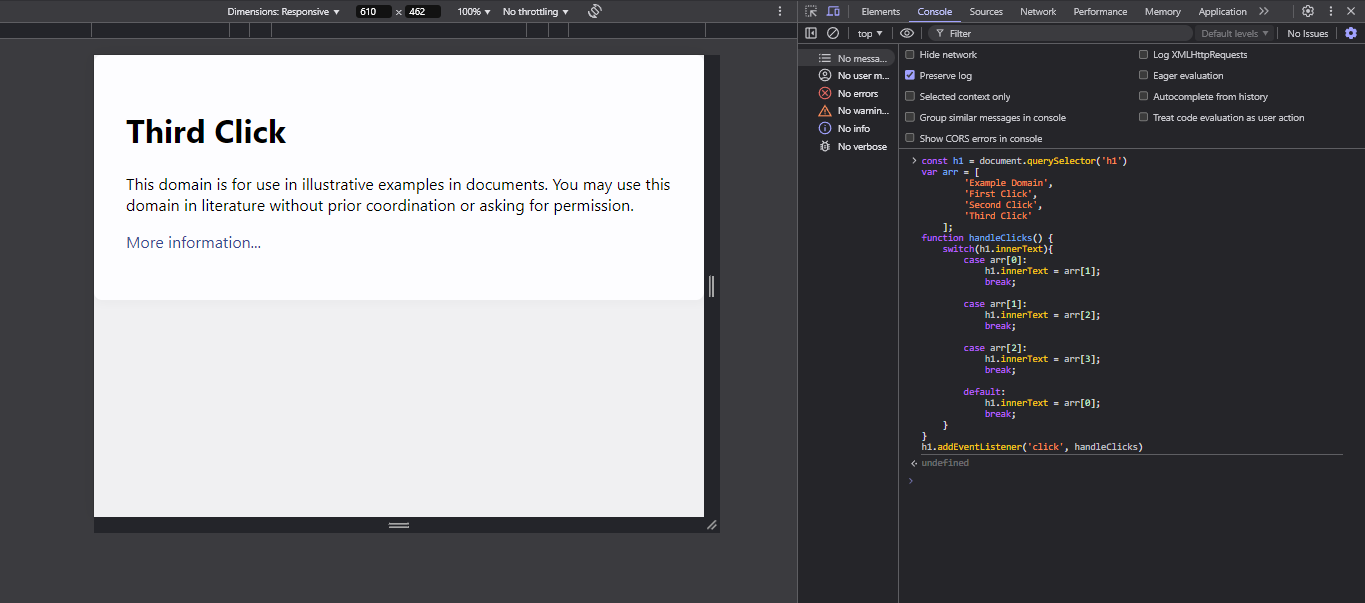 Dimensions: Responsive 610 × 462 100% No throttling
Elements Console Sources Network Performance Memory Application
top Filter Default levels No Issues
No messa...
No user m...
No errors
No warnin...
No info
No verbose
Hide network
Log XMLHttpRequests
Preserve log
Eager evaluation
Selected context only
Autocomplete from history
Group similar messages in console
Treat code evaluation as user action
Show CORS errors in console
Third Click
This domain is for use in illustrative examples in documents. You may use this
domain in literature without prior coordination or asking for permission.
More information...
const h1 = document.querySelector('h1')
var arr = [
'Example Domain',
'First Click',
'Second Click',
'Third Click'
];
function handleClicks() {
switch(h1.innerText){
case arr[0]:
h1.innerText = arr[1];
break;
case arr[1]:
h1.innerText = arr[2];
break;
case arr[2]:
h1.innerText = arr[3];
break;
default:
h1.innerText = arr[0];
break;
}
}
h1.addEventListener('click', handleClicks)
undefined